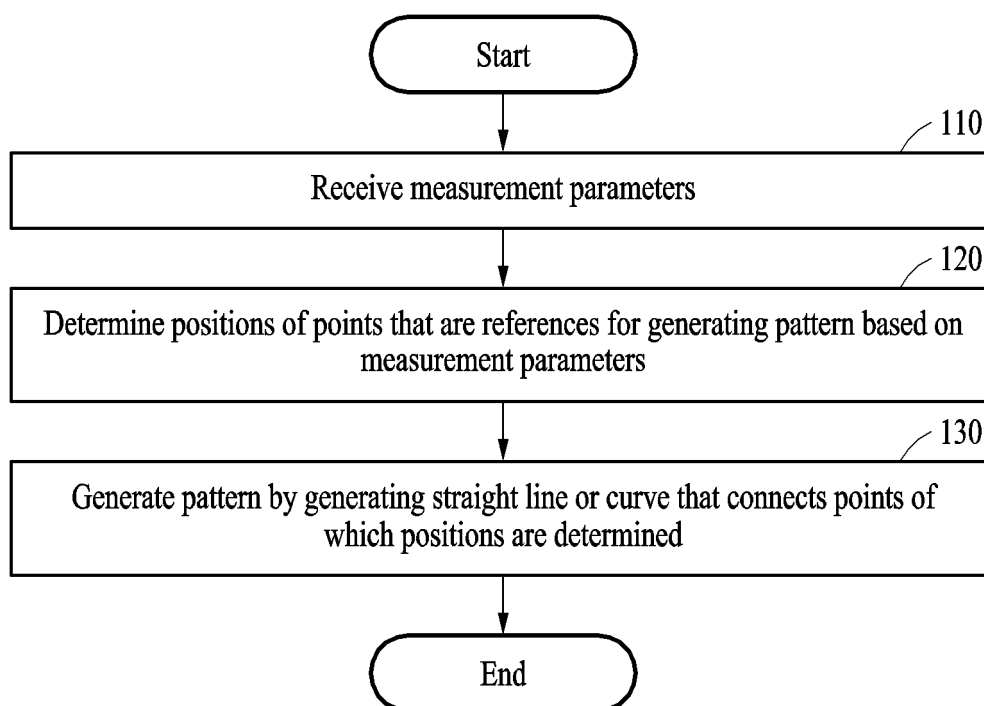 Start
110
Receive measurement parameters
120
Determine positions of points that are references for generating pattern based on
measurement parameters
130
Generate pattern by generating straight line or curve that connects points of
which positions are determined
End